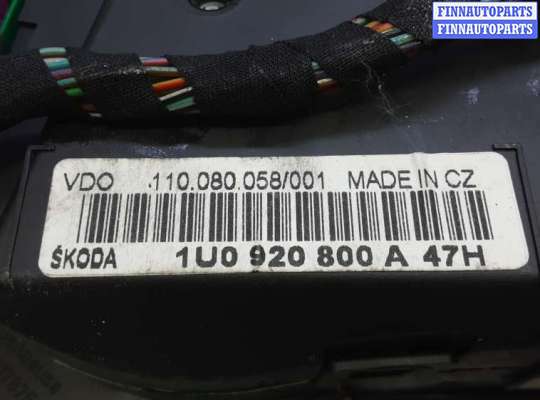 FINNAUTOPARTS
FINNAUTOPARTS
VDO 110.080.058/001 MADE IN CZ
ŠKODA 1U0 920 800 A 47H